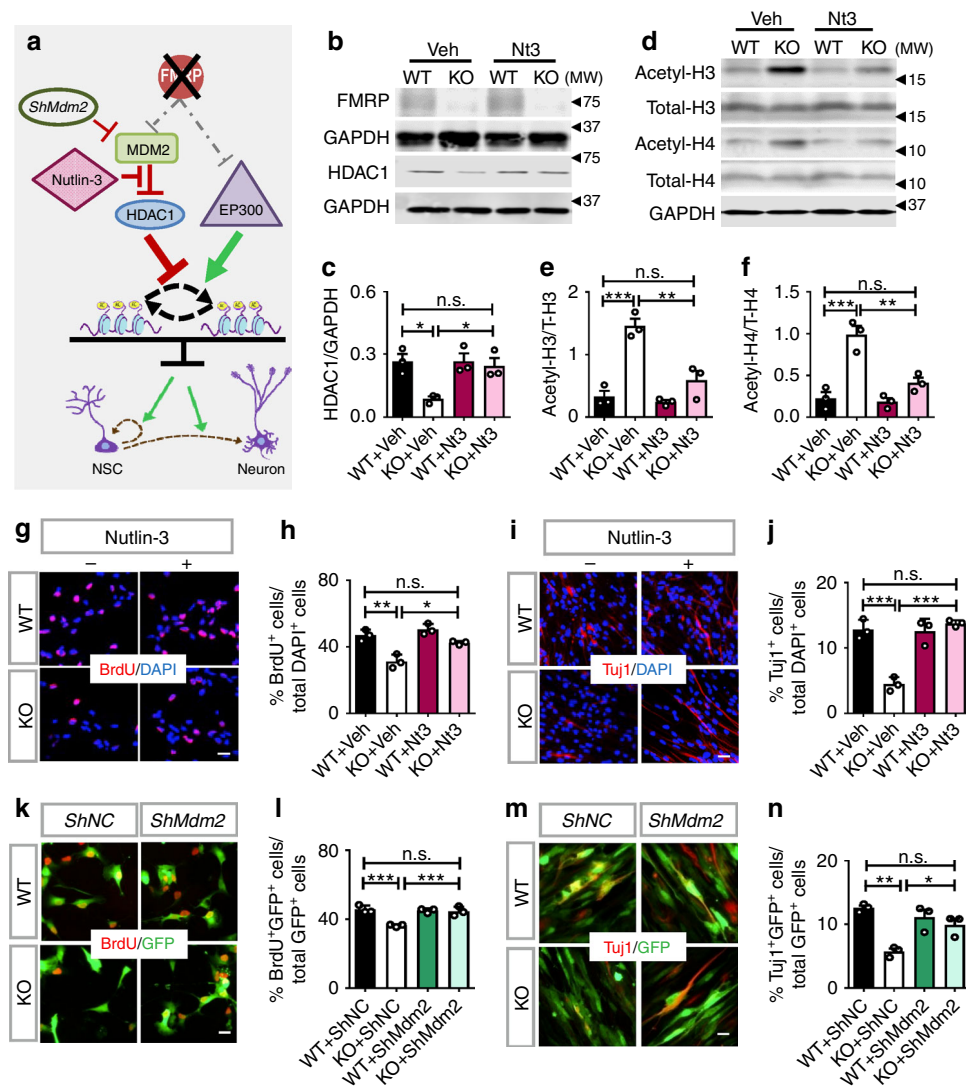 a
FMRP
ShMdm2
MDM2
Nutlin-3
HDAC1
EP300
NSC
Neuron
b
Veh Nt3
WT KO WT KO (MW)
FMRP
75
GAPDH
37
75
HDAC1
GAPDH
37
c
HDAC1/GAPDH
0.6
0.3
0.0
n.s.
* *
WT+Veh
KO+Veh
WT+Nt3
KO+Nt3
d
Veh Nt3
WT KO WT KO (MW)
Acetyl-H3
15
Total-H3
15
Acetyl-H4
10
Total-H4
10
GAPDH
37
e
Acetyl-H3/T-H3
2
1
0
n.s.
*** **
WT+Veh
KO+Veh
WT+Nt3
KO+Nt3
f
Acetyl-H4/T-H4
1.5
1.0
0.5
0.0
n.s.
*** **
WT+Veh
KO+Veh
WT+Nt3
KO+Nt3
g
Nutlin-3
– +
WT
KO
BrdU/DAPI
h
% BrdU+ cells/
total DAPI+ cells
80
40
0
n.s.
** *
WT+Veh
KO+Veh
WT+Nt3
KO+Nt3
i
Nutlin-3
– +
WT
KO
Tuj1/DAPI
j
% Tuj1+ cells/
total DAPI+ cells
20
10
0
n.s.
*** ***
WT+Veh
KO+Veh
WT+Nt3
KO+Nt3
k
ShNC ShMdm2
WT
KO
BrdU/GFP
l
% BrdU+GFP+ cells/
total GFP+ cells
80
40
0
n.s.
*** ***
WT+ShNC
KO+ShNC
WT+ShMdm2
KO+ShMdm2
m
ShNC ShMdm2
WT
KO
Tuj1/GFP
n
% Tuj1+GFP+ cells/
total GFP+ cells
20
10
0
n.s.
** *
WT+ShNC
KO+ShNC
WT+ShMdm2
KO+ShMdm2